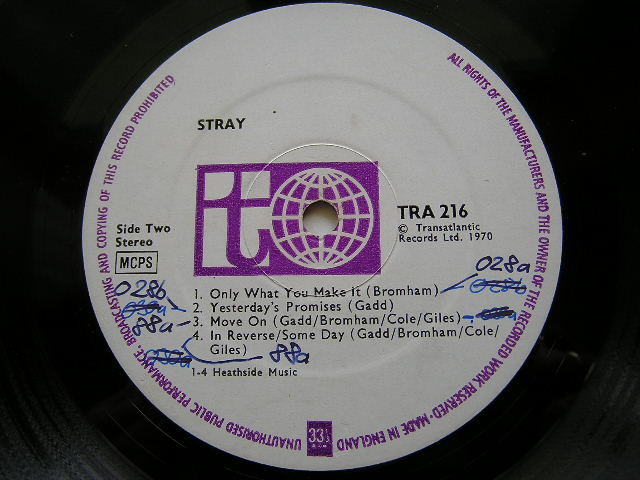 UNAUTHORISED PUBLIC PERFORMANCE, BROADCASTING AND COPYING OF THIS RECORD PROHIBITED
ALL RIGHTS OF THE MANUFACTURERS AND THE OWNER OF THE RECORDED WORK RESERVED · MADE IN ENGLAND
STRAY
it
TRA 216
© Transatlantic
Records Ltd. 1970
Side Two
Stereo
MCPS
028a
1. Only What You Make it (Bromham)
028b
2. Yesterday's Promises (Gadd)
88a
3. Move On (Gadd/Bromham/Cole/Giles)
4. In Reverse/Some Day (Gadd/Bromham/Cole/
Giles)
88a
1-4 Heathside Music
33⅓